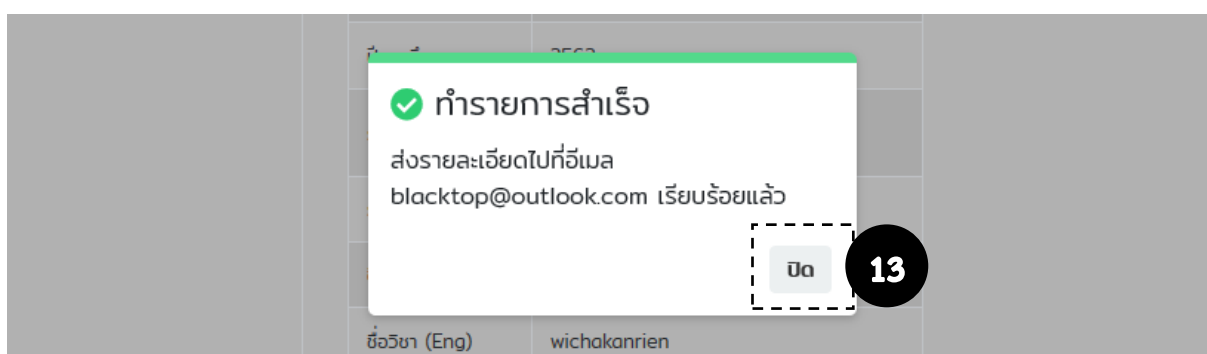 ทำรายการสำเร็จ
ส่งรายละเอียดไปที่อีเมล
blacktop@outlook.com เรียบร้อยแล้ว
ปิด
13
ชื่อวิชา (Eng) wichakanrien